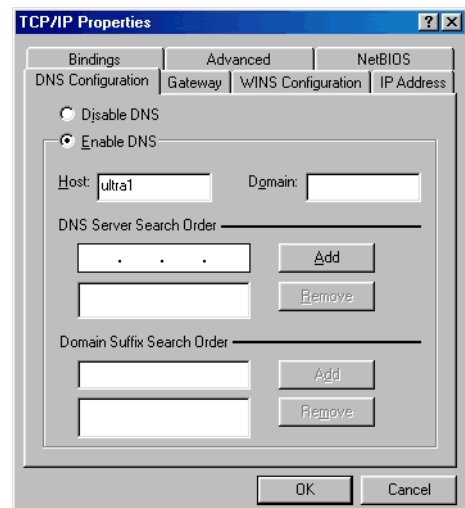 TCP/IP Properties
Bindings Advanced NetBIOS
DNS Configuration Gateway WINS Configuration IP Address
Disable DNS
Enable DNS
Host: ultra1 Domain:
DNS Server Search Order
. . . Add
Remove
Domain Suffix Search Order
Add
Remove
OK Cancel